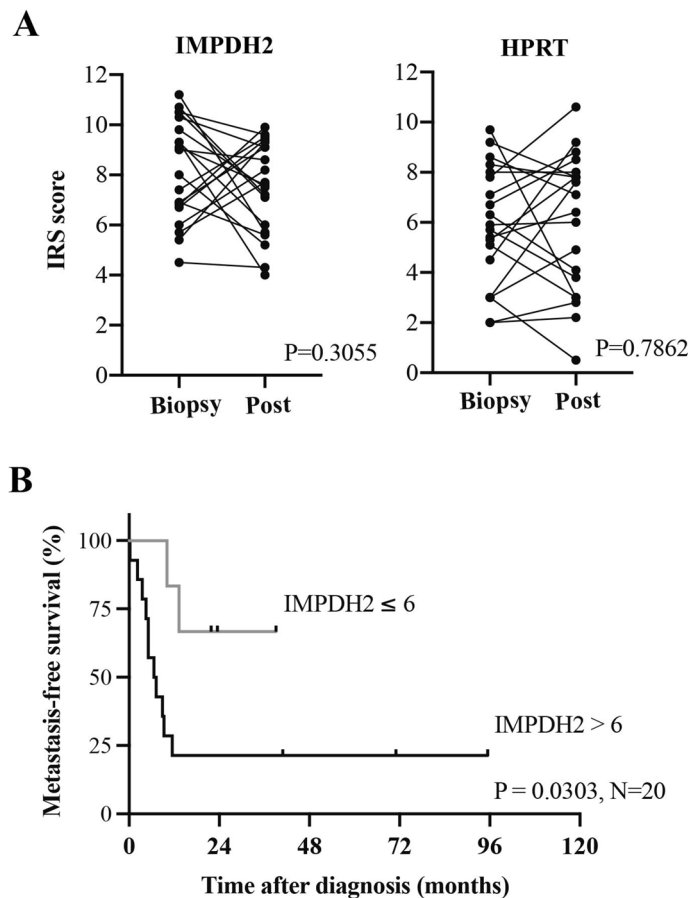 A
IMPDH2
HPRT
IRS score
12
10
8
6
4
2
0
P=0.3055
Biopsy Post
12
10
8
6
4
2
0
P=0.7862
Biopsy Post
B
Metastasis-free survival (%)
100
75
50
25
0
IMPDH2 ≤ 6
IMPDH2 > 6
P = 0.0303, N=20
0 24 48 72 96 120
Time after diagnosis (months)